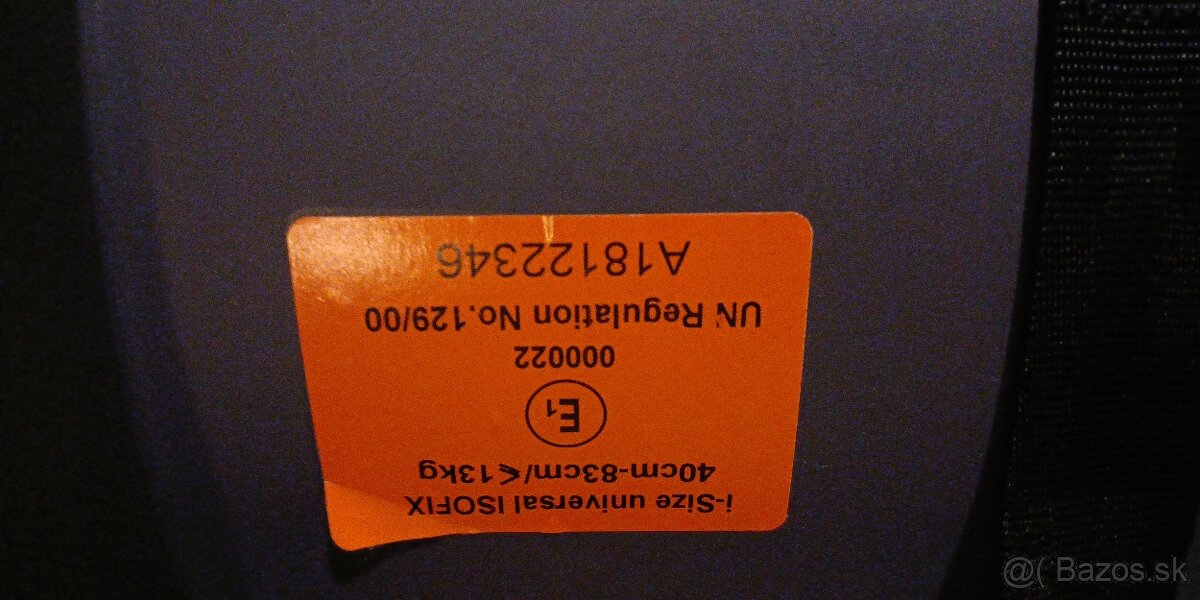 i-Size universal ISOFIX
40cm-83cm/⩽13kg
E1
000022
UN Regulation No.129/00
A18122346
@( Bazos.sk